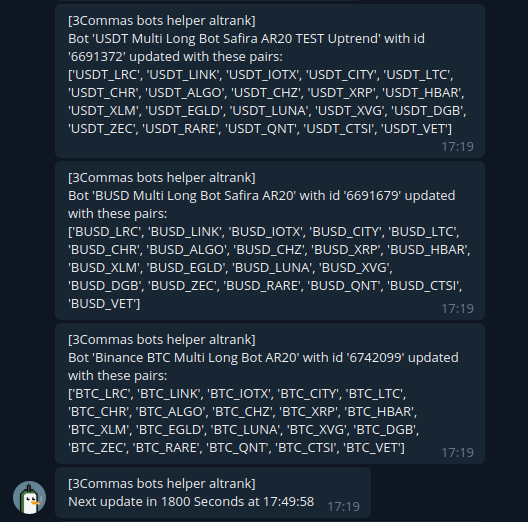 [3Commas bots helper altrank]
Bot 'USDT Multi Long Bot Safira AR20 TEST Uptrend' with id
'6691372' updated with these pairs:
['USDT_LRC', 'USDT_LINK', 'USDT_IOTX', 'USDT_CITY', 'USDT_LTC',
'USDT_CHR', 'USDT_ALGO', 'USDT_CHZ', 'USDT_XRP', 'USDT_HBAR',
'USDT_XLM', 'USDT_EGLD', 'USDT_LUNA', 'USDT_XVG', 'USDT_DGB',
'USDT_ZEC', 'USDT_RARE', 'USDT_QNT', 'USDT_CTSI', 'USDT_VET']
17:19
[3Commas bots helper altrank]
Bot 'BUSD Multi Long Bot Safira AR20' with id '6691679' updated
with these pairs:
['BUSD_LRC', 'BUSD_LINK', 'BUSD_IOTX', 'BUSD_CITY', 'BUSD_LTC',
'BUSD_CHR', 'BUSD_ALGO', 'BUSD_CHZ', 'BUSD_XRP', 'BUSD_HBAR',
'BUSD_XLM', 'BUSD_EGLD', 'BUSD_LUNA', 'BUSD_XVG',
'BUSD_DGB', 'BUSD_ZEC', 'BUSD_RARE', 'BUSD_QNT', 'BUSD_CTSI',
'BUSD_VET']
17:19
[3Commas bots helper altrank]
Bot 'Binance BTC Multi Long Bot AR20' with id '6742099' updated
with these pairs:
['BTC_LRC', 'BTC_LINK', 'BTC_IOTX', 'BTC_CITY', 'BTC_LTC',
'BTC_CHR', 'BTC_ALGO', 'BTC_CHZ', 'BTC_XRP', 'BTC_HBAR',
'BTC_XLM', 'BTC_EGLD', 'BTC_LUNA', 'BTC_XVG', 'BTC_DGB',
'BTC_ZEC', 'BTC_RARE', 'BTC_QNT', 'BTC_CTSI', 'BTC_VET']
17:19
[3Commas bots helper altrank]
Next update in 1800 Seconds at 17:49:58
17:19